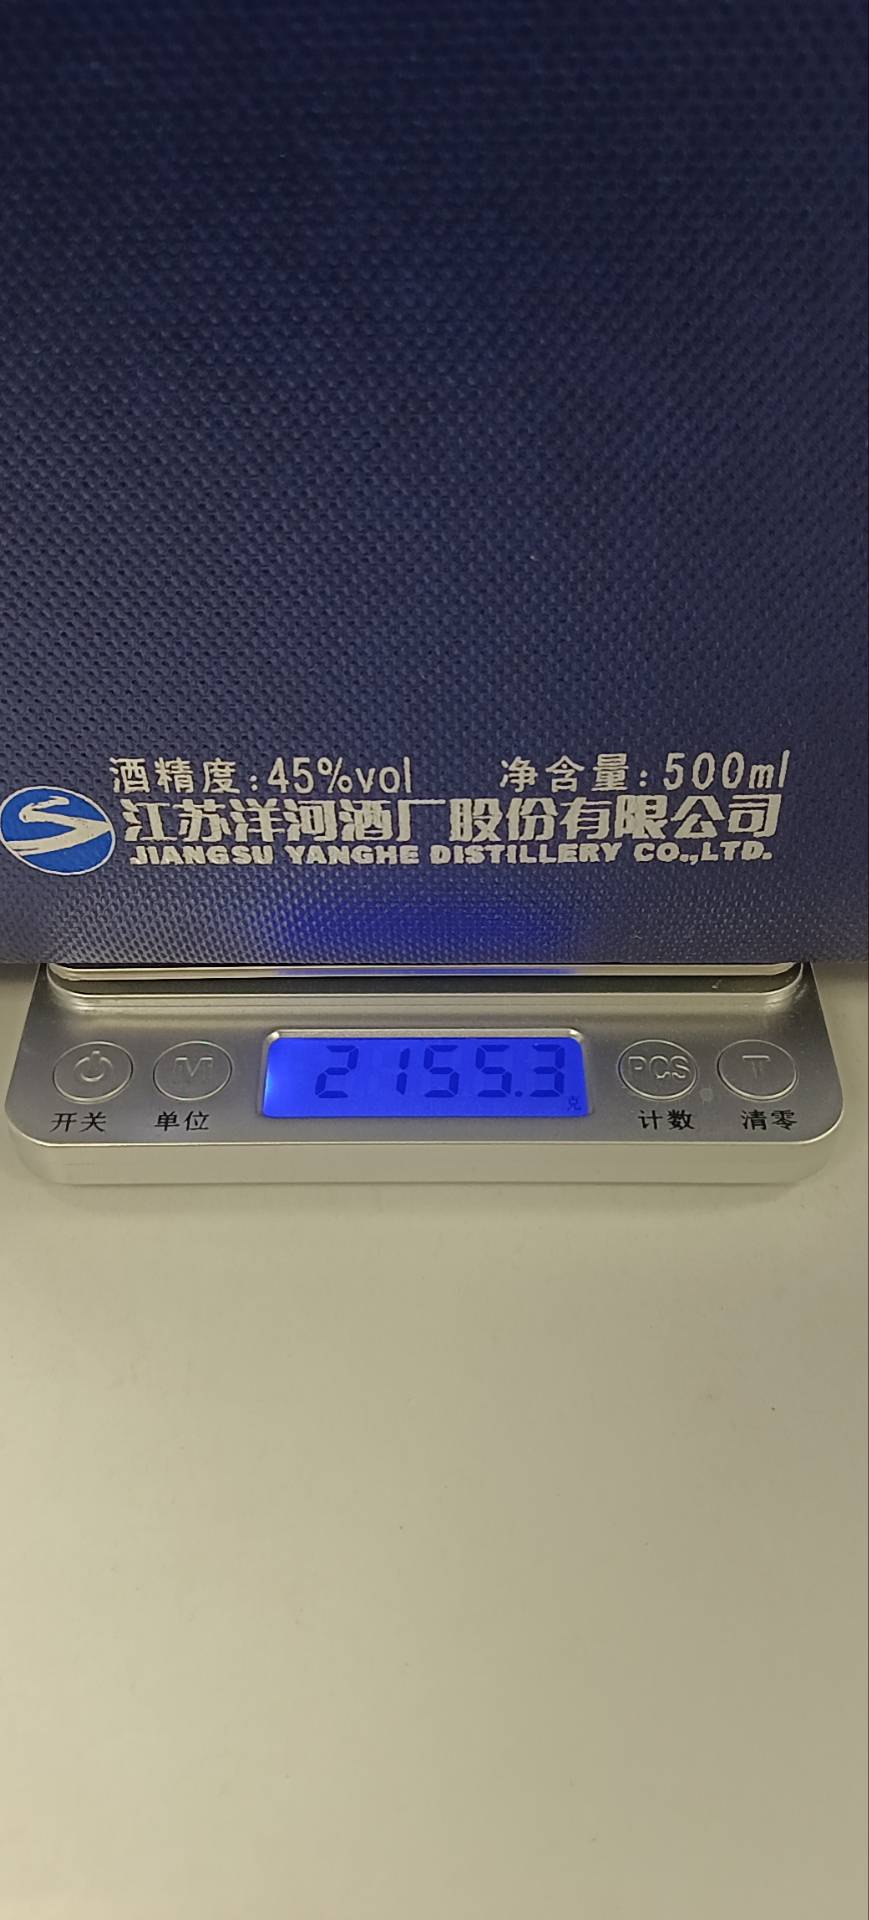 酒精度:45%vol 净含量:500ml
江苏洋河酒厂股份有限公司
JIANGSU YANGHE DISTILLERY CO.,LTD.
M 2155.3 克 PCS T
开关 单位 计数 清零